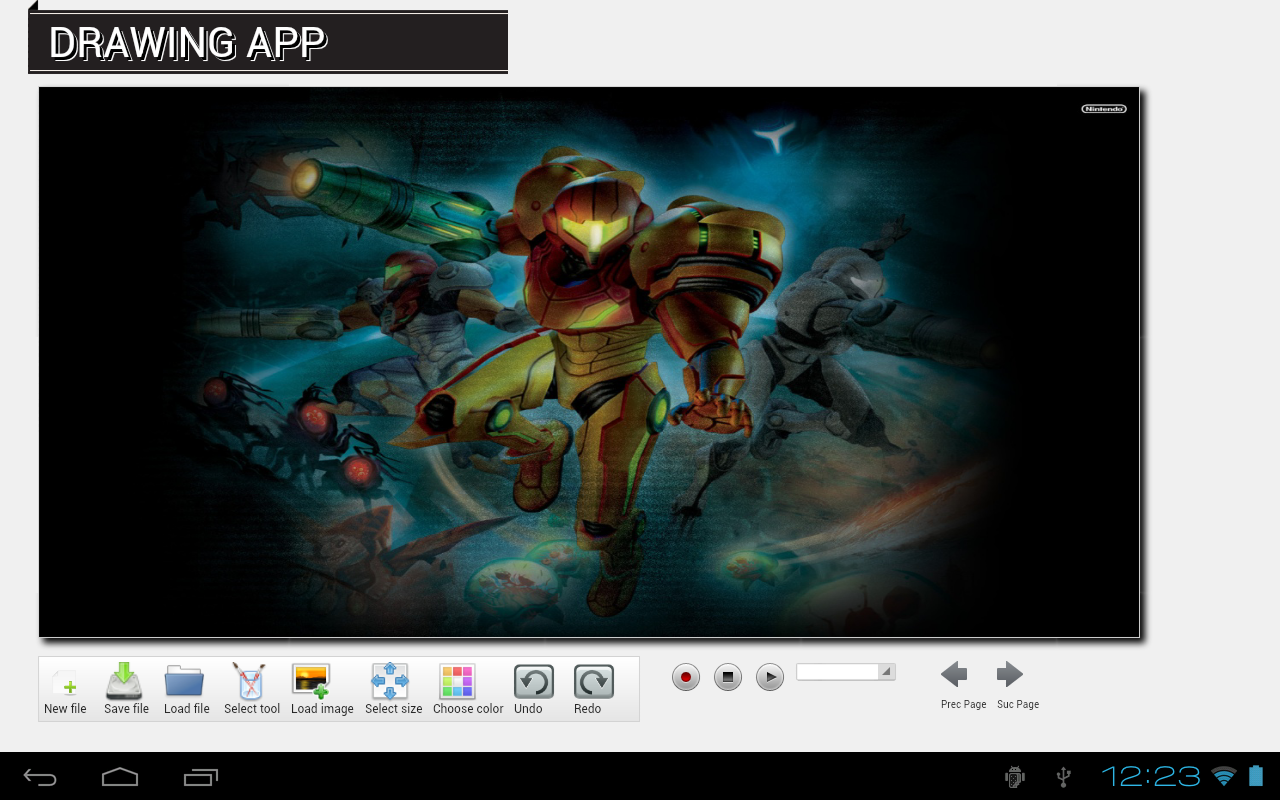 DRAWING APP
Nintendo
New file Save file Load file Select tool Load image Select size Choose color Undo Redo
Prec Page Suc Page
12:23